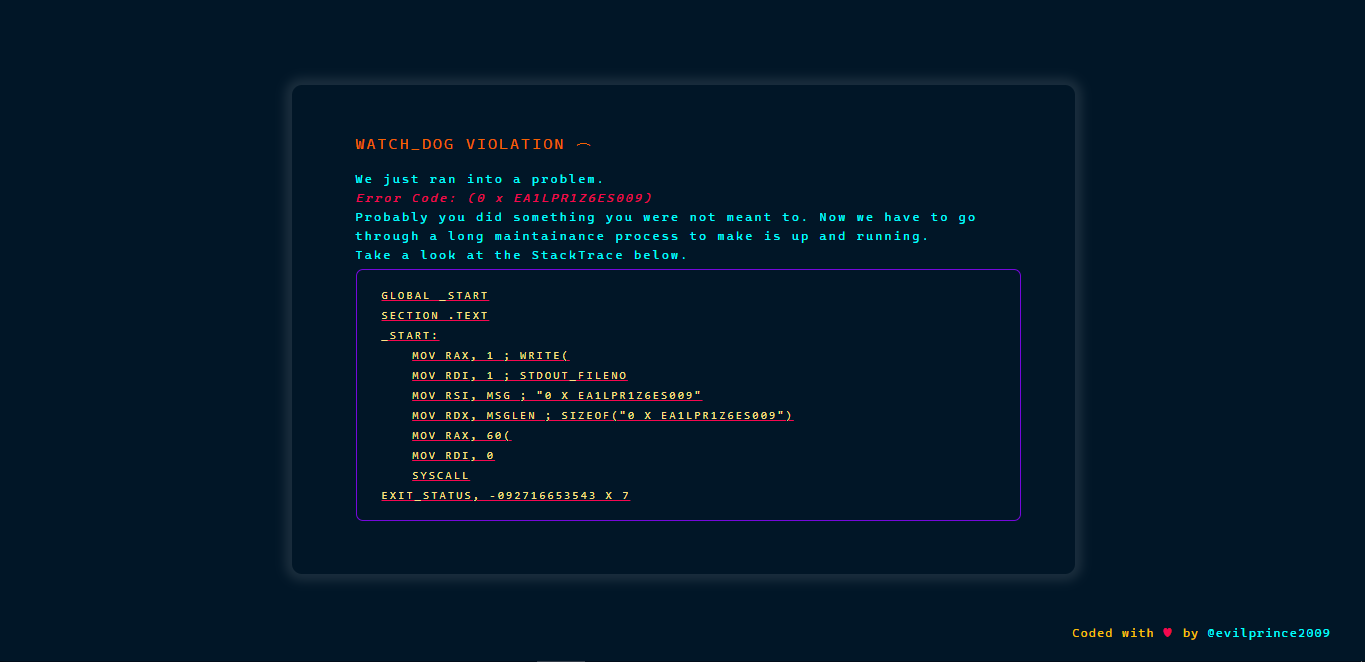 WATCH_DOG VIOLATION
We just ran into a problem.
Error Code: (0 x EA1LPR1Z6ES009)
Probably you did something you were not meant to. Now we have to go
through a long maintainance process to make is up and running.
Take a look at the StackTrace below.
GLOBAL _START
SECTION .TEXT
_START:
MOV RAX, 1 ; WRITE(
MOV RDI, 1 ; STDOUT_FILENO
MOV RSI, MSG ; "0 X EA1LPR1Z6ES009"
MOV RDX, MSGLEN ; SIZEOF("0 X EA1LPR1Z6ES009")
MOV RAX, 60(
MOV RDI, 0
SYSCALL
EXIT_STATUS, -092716653543 X 7
Coded with ♥ by @evilprince2009